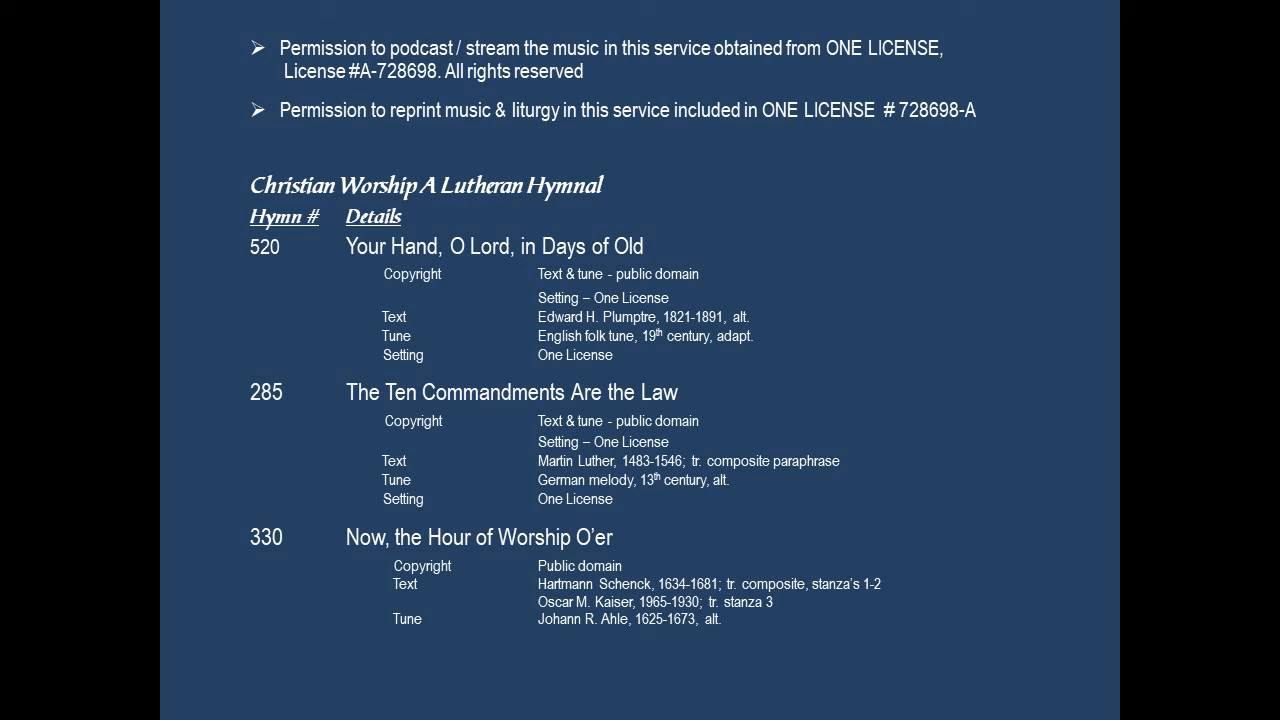 ➢ Permission to podcast / stream the music in this service obtained from ONE LICENSE,
License #A-728698. All rights reserved
➢ Permission to reprint music & liturgy in this service included in ONE LICENSE # 728698-A
Christian Worship A Lutheran Hymnal
Hymn # Details
520 Your Hand, O Lord, in Days of Old
Copyright Text & tune - public domain
Setting – One License
Text Edward H. Plumptre, 1821-1891, alt.
Tune English folk tune, 19th century, adapt.
Setting One License
285 The Ten Commandments Are the Law
Copyright Text & tune - public domain
Setting – One License
Text Martin Luther, 1483-1546; tr. composite paraphrase
Tune German melody, 13th century, alt.
Setting One License
330 Now, the Hour of Worship O’er
Copyright Public domain
Text Hartmann Schenck, 1634-1681; tr. composite, stanza’s 1-2
Oscar M. Kaiser, 1965-1930; tr. stanza 3
Tune Johann R. Ahle, 1625-1673, alt.